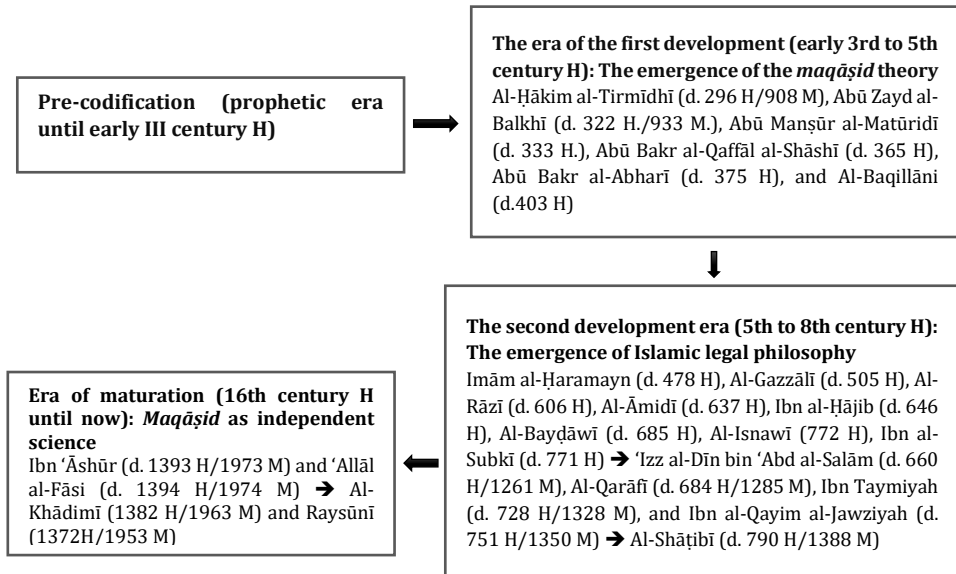 Pre-codification (prophetic era
until early III century H)
The era of the first development (early 3rd to 5th
century H): The emergence of the maqāṣid theory
Al-Ḥākim al-Tirmīdhī (d. 296 H/908 M), Abū Zayd al-
Balkhī (d. 322 H./933 M.), Abū Manṣūr al-Matūridī
(d. 333 H.), Abū Bakr al-Qaffāl al-Shāshī (d. 365 H),
Abū Bakr al-Abharī (d. 375 H), and Al-Baqillāni
(d.403 H)
The second development era (5th to 8th century H):
The emergence of Islamic legal philosophy
Imām al-Ḥaramayn (d. 478 H), Al-Gazzālī (d. 505 H), Al-
Rāzī (d. 606 H), Al-Āmidī (d. 637 H), Ibn al-Ḥājib (d. 646
H), Al-Bayḍāwī (d. 685 H), Al-Isnawī (772 H), Ibn al-
Subkī (d. 771 H) ➔ ‘Izz al-Dīn bin ‘Abd al-Salām (d. 660
H/1261 M), Al-Qarāfī (d. 684 H/1285 M), Ibn Taymiyah
(d. 728 H/1328 M), and Ibn al-Qayim al-Jawziyah (d.
751 H/1350 M) ➔ Al-Shāṭibī (d. 790 H/1388 M)
Era of maturation (16th century H
until now): Maqāṣid as independent
science
Ibn ‘Āshūr (d. 1393 H/1973 M) and ‘Allāl
al-Fāsi (d. 1394 H/1974 M) ➔ Al-
Khādimī (1382 H/1963 M) and Raysūnī
(1372H/1953 M)